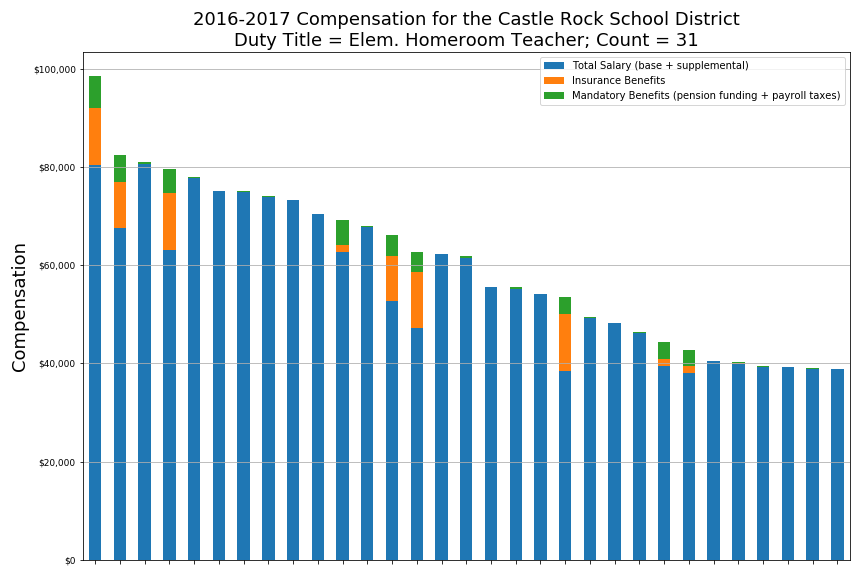 2016-2017 Compensation for the Castle Rock School District
Duty Title = Elem. Homeroom Teacher; Count = 31
Total Salary (base + supplemental)
Insurance Benefits
Mandatory Benefits (pension funding + payroll taxes)
Compensation
$100,000
$80,000
$60,000
$40,000
$20,000
$0